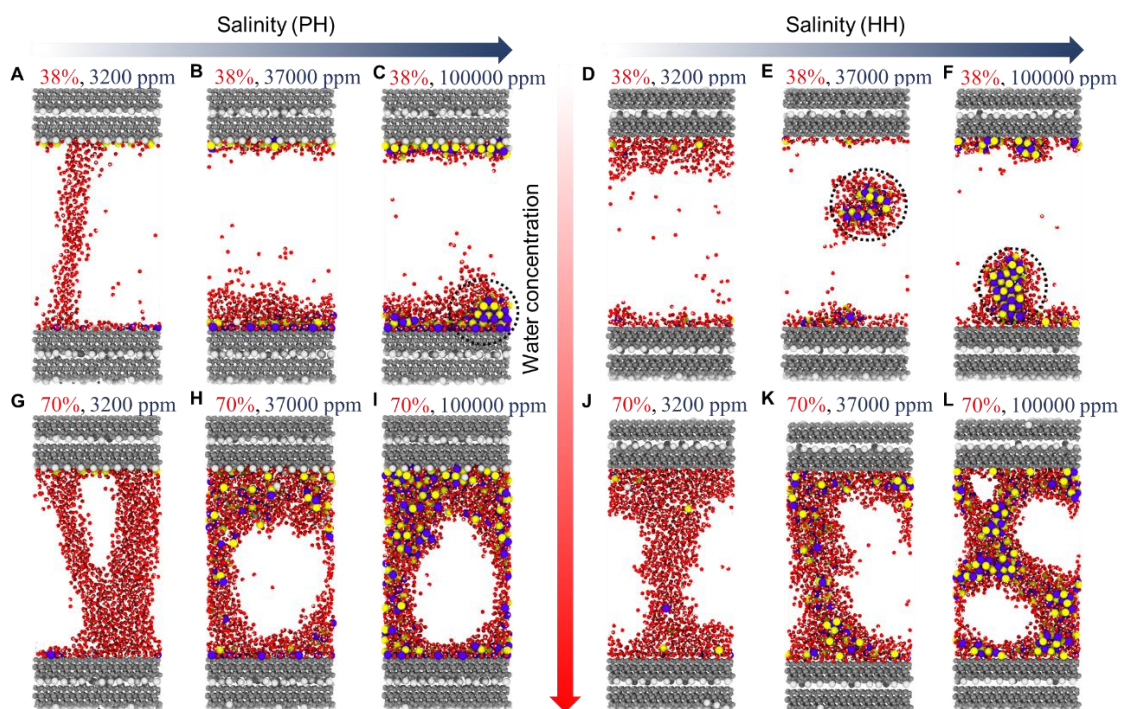 Salinity (PH)
Salinity (HH)
A 38%, 3200 ppm
B 38%, 37000 ppm
C 38%, 100000 ppm
D 38%, 3200 ppm
E 38%, 37000 ppm
F 38%, 100000 ppm
Water concentration
G 70%, 3200 ppm
H 70%, 37000 ppm
I 70%, 100000 ppm
J 70%, 3200 ppm
K 70%, 37000 ppm
L 70%, 100000 ppm